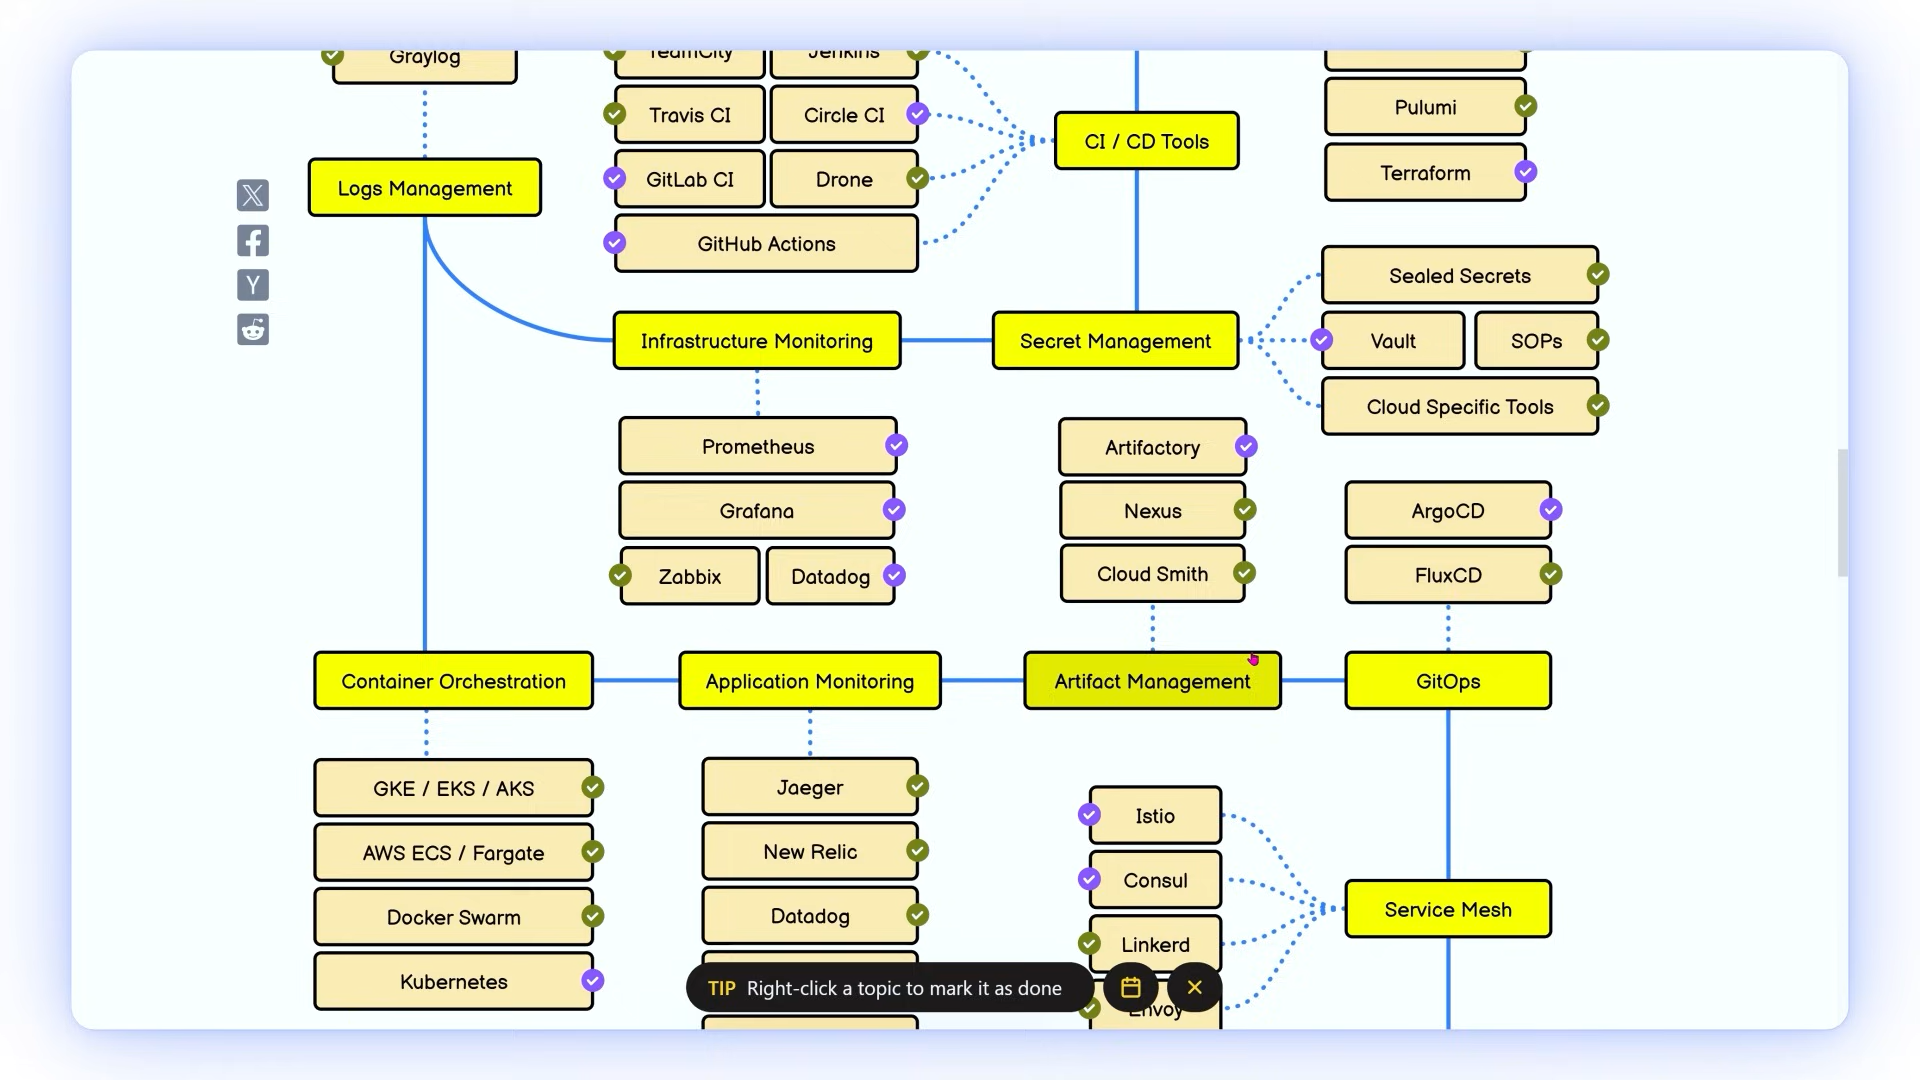 Graylog
TeamCity
Jenkins
Travis CI
Circle CI
GitLab CI
Drone
GitHub Actions
CI / CD Tools
Pulumi
Terraform
Logs Management
Sealed Secrets
Vault
SOPs
Cloud Specific Tools
Infrastructure Monitoring
Secret Management
Prometheus
Grafana
Zabbix
Datadog
Artifactory
Nexus
Cloud Smith
ArgoCD
FluxCD
Container Orchestration
Application Monitoring
Artifact Management
GitOps
GKE / EKS / AKS
AWS ECS / Fargate
Docker Swarm
Kubernetes
Jaeger
New Relic
Datadog
Istio
Consul
Linkerd
Envoy
Service Mesh
TIP Right-click a topic to mark it as done